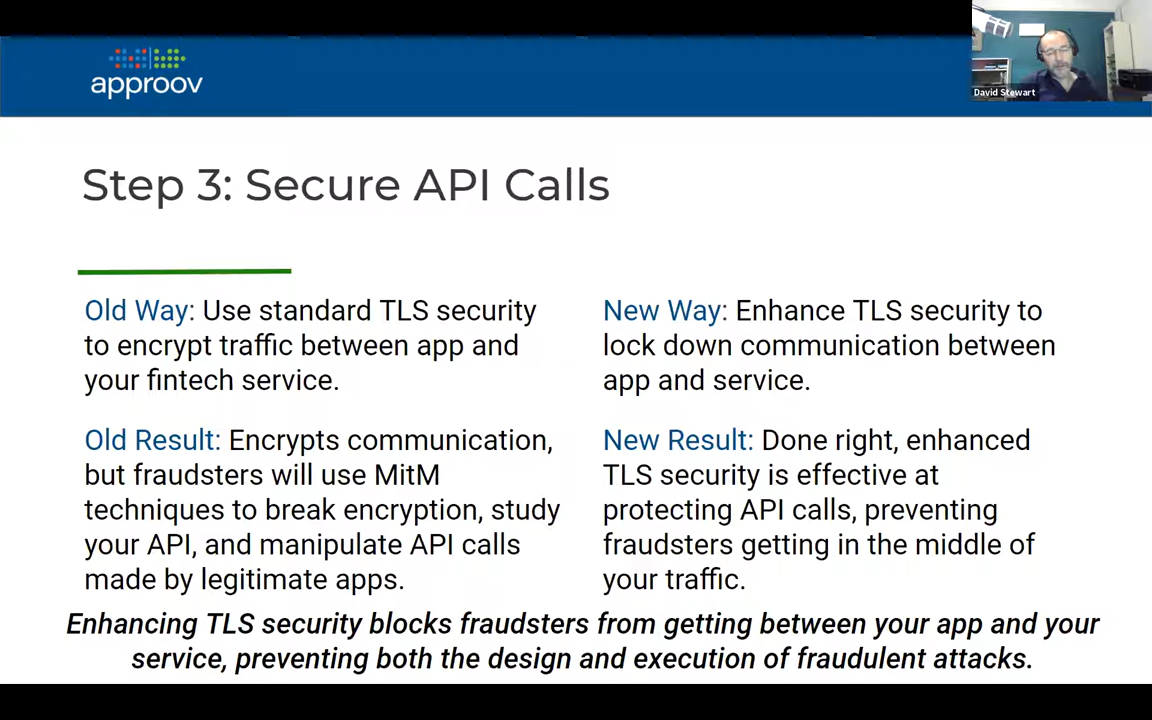 approov
David Stewart
Step 3: Secure API Calls
Old Way: Use standard TLS security
to encrypt traffic between app and
your fintech service.
Old Result: Encrypts communication,
but fraudsters will use MitM
techniques to break encryption, study
your API, and manipulate API calls
made by legitimate apps.
New Way: Enhance TLS security to
lock down communication between
app and service.
New Result: Done right, enhanced
TLS security is effective at
protecting API calls, preventing
fraudsters getting in the middle of
your traffic.
Enhancing TLS security blocks fraudsters from getting between your app and your
service, preventing both the design and execution of fraudulent attacks.